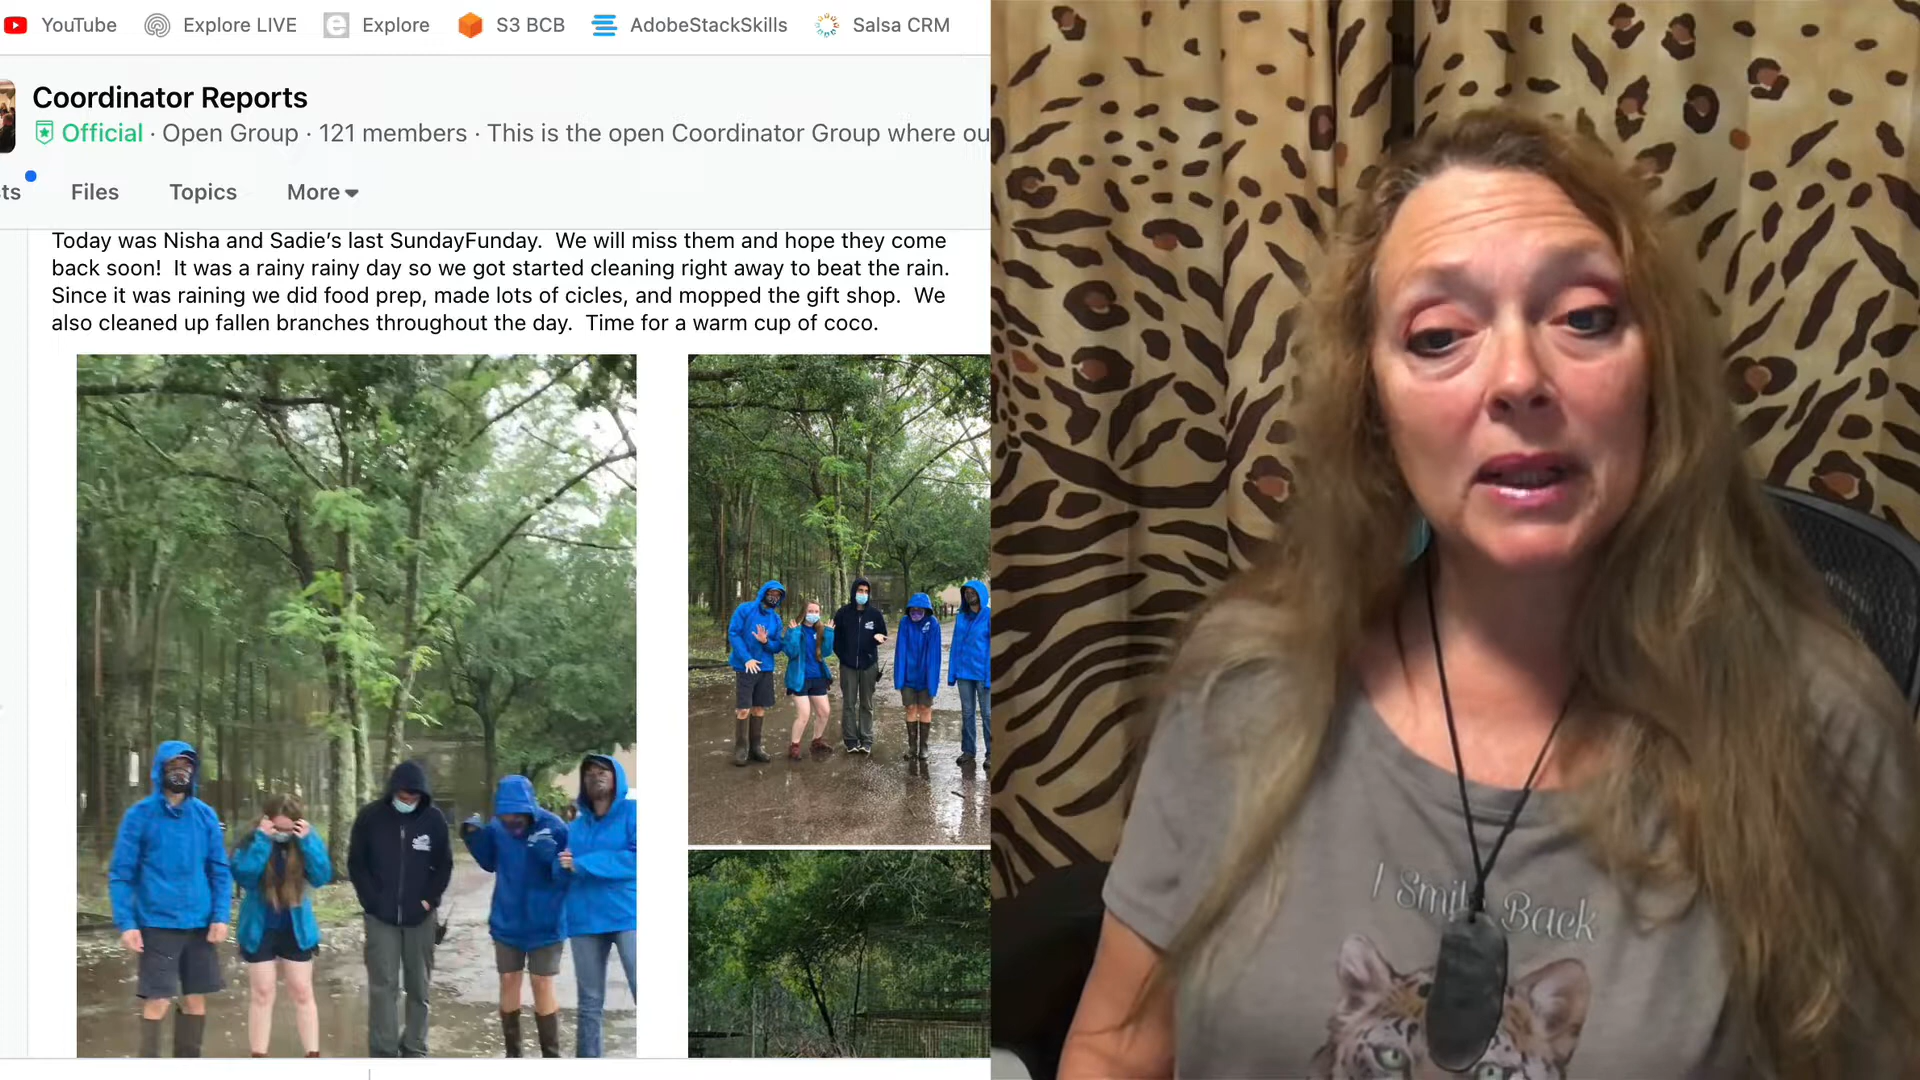 YouTube Explore LIVE Explore S3 BCB AdobeStackSkills Salsa CRM
Coordinator Reports
Official · Open Group · 121 members · This is the open Coordinator Group where ou
ts Files Topics More
Today was Nisha and Sadie’s last SundayFunday. We will miss them and hope they come
back soon! It was a rainy rainy day so we got started cleaning right away to beat the rain.
Since it was raining we did food prep, made lots of cicles, and mopped the gift shop. We
also cleaned up fallen branches throughout the day. Time for a warm cup of coco.
I Smile Back